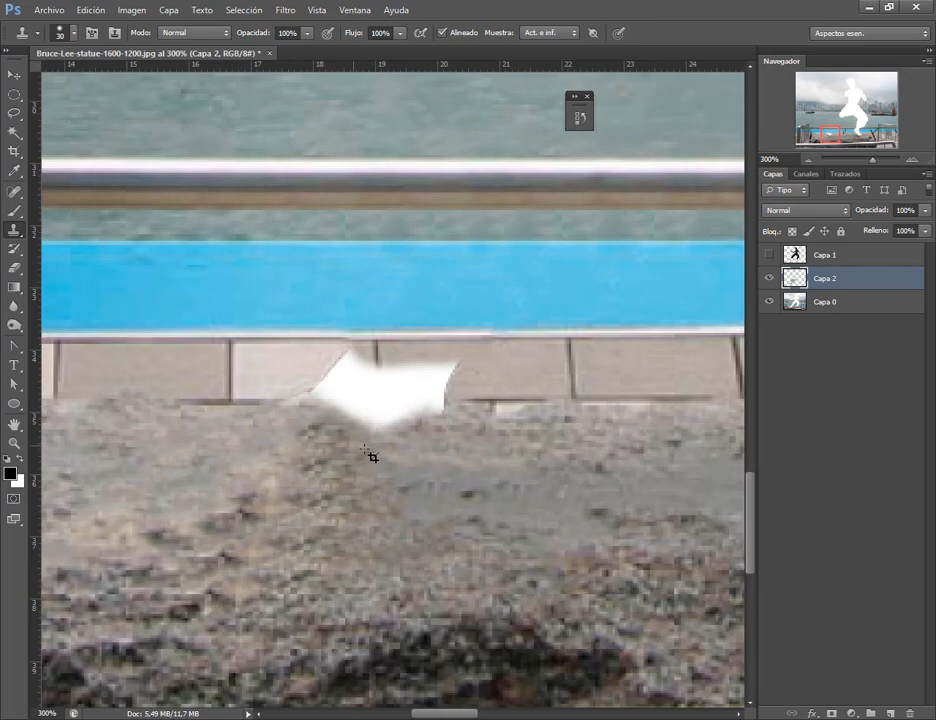 Ps Archivo Edición Imagen Capa Texto Selección Filtro Vista Ventana Ayuda
30 Modo: Normal Opacidad: 100% Flujo: 100% Alineado Muestra: Act. e inf. Aspectos esen.
Bruce-Lee-statue-1600-1200.jpg al 300% (Capa 2, RGB/8#) * ×
14 15 16 17 18 19 20 21 22 23 24
Navegador
300%
Capas Canales Trazados
Tipo
Normal Opacidad: 100%
Bloq.: Relleno: 100%
Capa 1
Capa 2
Capa 0
300% Doc: 5,49 MB/11,7 MB